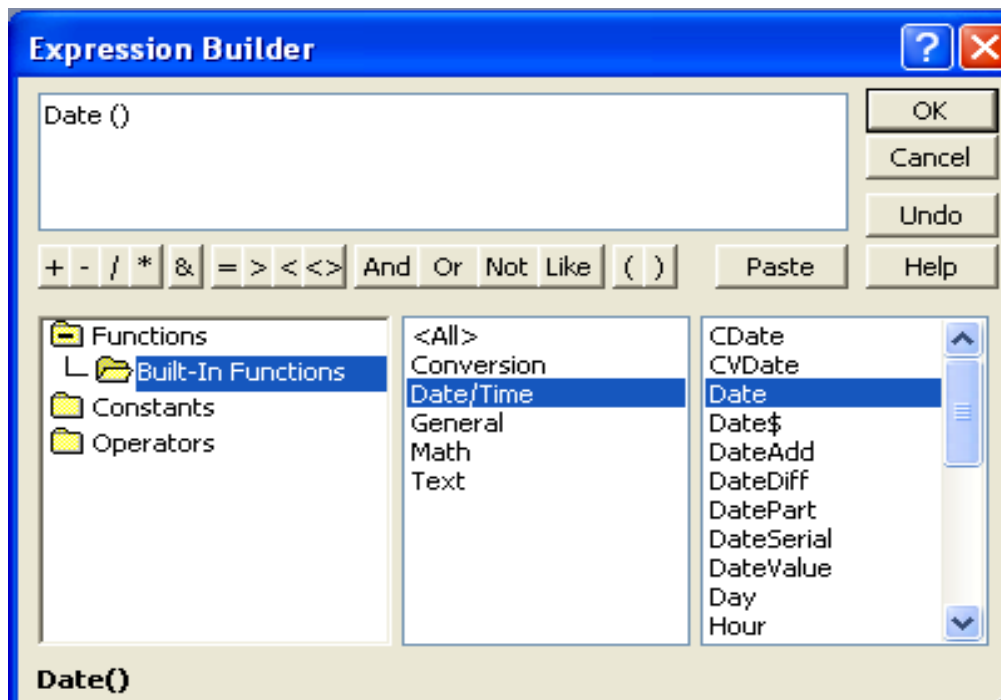 Expression Builder ?
Date ()
OK
Cancel
Undo
+ - / * & = > < <> And Or Not Like ( ) Paste Help
Functions
Built-In Functions
Constants
Operators
<All>
Conversion
Date/Time
General
Math
Text
CDate
CVDate
Date
Date$
DateAdd
DateDiff
DatePart
DateSerial
DateValue
Day
Hour
Date()